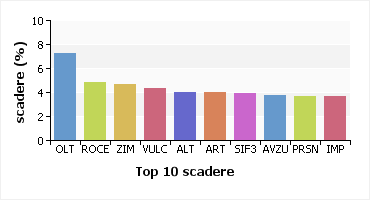 10
8
6
4
2
0
scadere (%)
OLT ROCE ZIM VULC ALT ART SIF3 AVZU PRSN IMP
Top 10 scadere